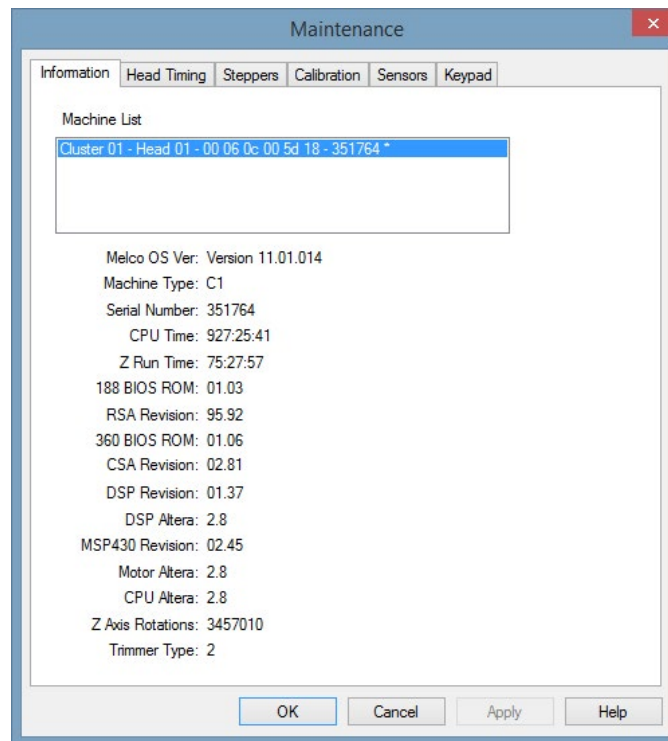 Maintenance
Information Head Timing Steppers Calibration Sensors Keypad
Machine List
Cluster 01 - Head 01 - 00 06 0c 00 5d 18 - 351764 *
Melco OS Ver: Version 11.01.014
Machine Type: C1
Serial Number: 351764
CPU Time: 927:25:41
Z Run Time: 75:27:57
188 BIOS ROM: 01.03
RSA Revision: 95.92
360 BIOS ROM: 01.06
CSA Revision: 02.81
DSP Revision: 01.37
DSP Altera: 2.8
MSP430 Revision: 02.45
Motor Altera: 2.8
CPU Altera: 2.8
Z Axis Rotations: 3457010
Trimmer Type: 2
OK Cancel Apply Help